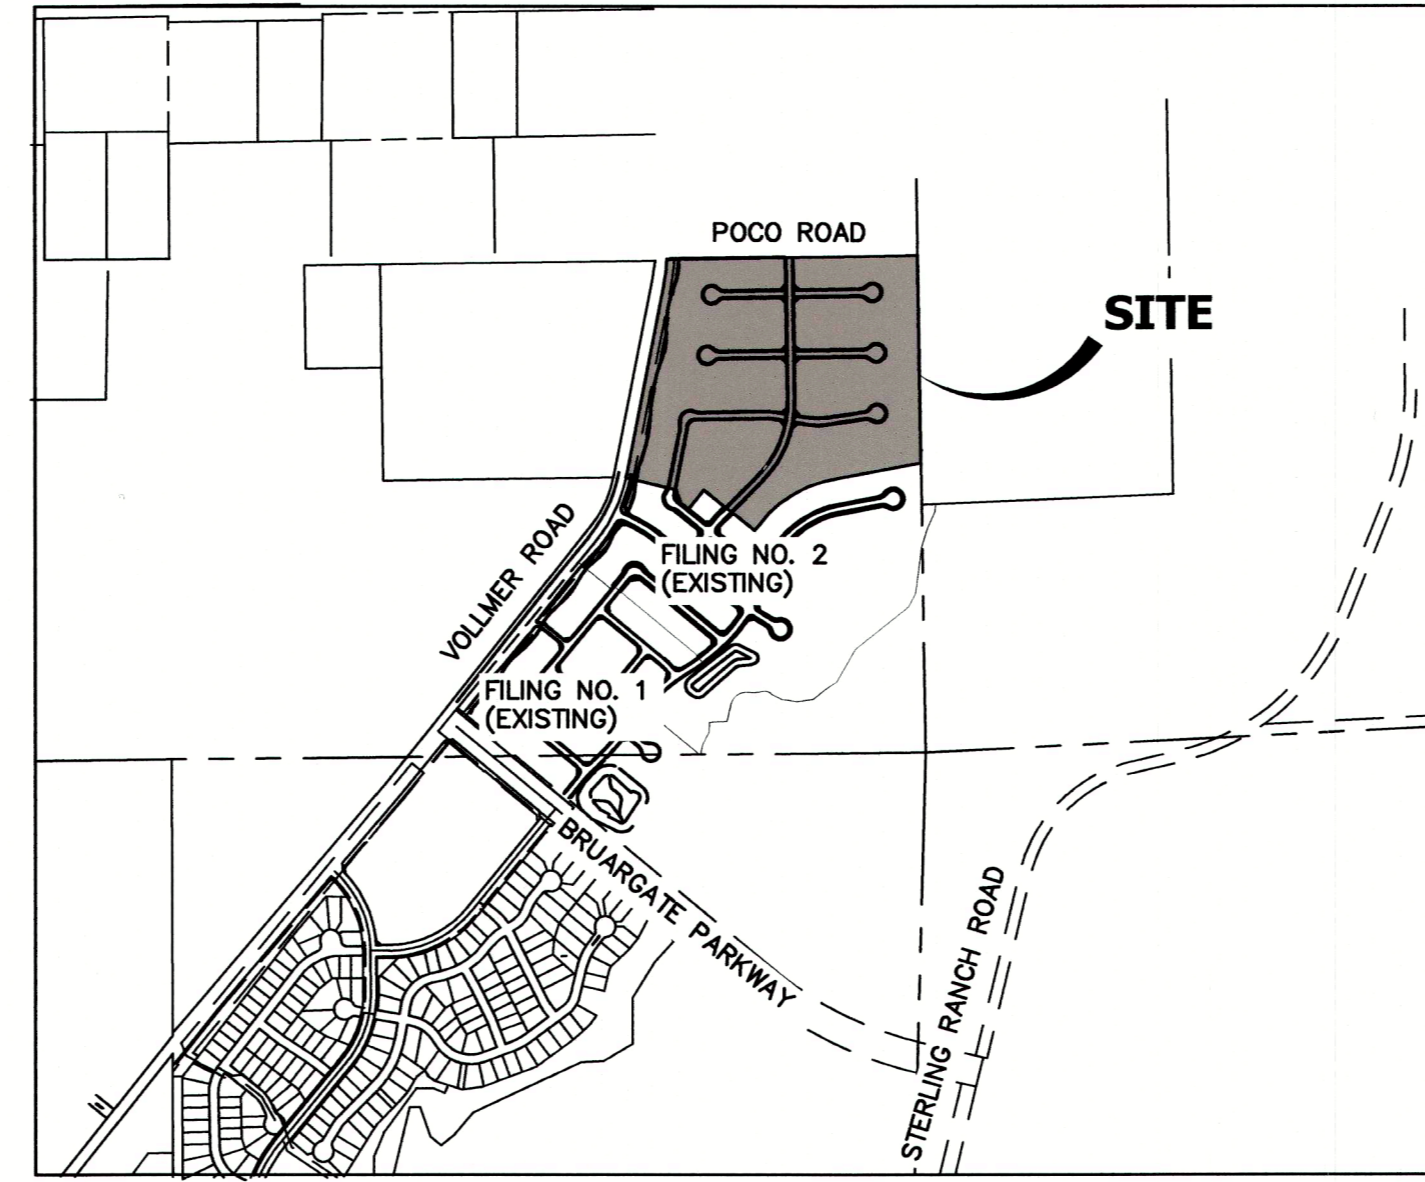 POCO ROAD
SITE
VOLLMER ROAD
FILING NO. 2
(EXISTING)
FILING NO. 1
(EXISTING)
BRUARGATE PARKWAY
STERLING RANCH ROAD